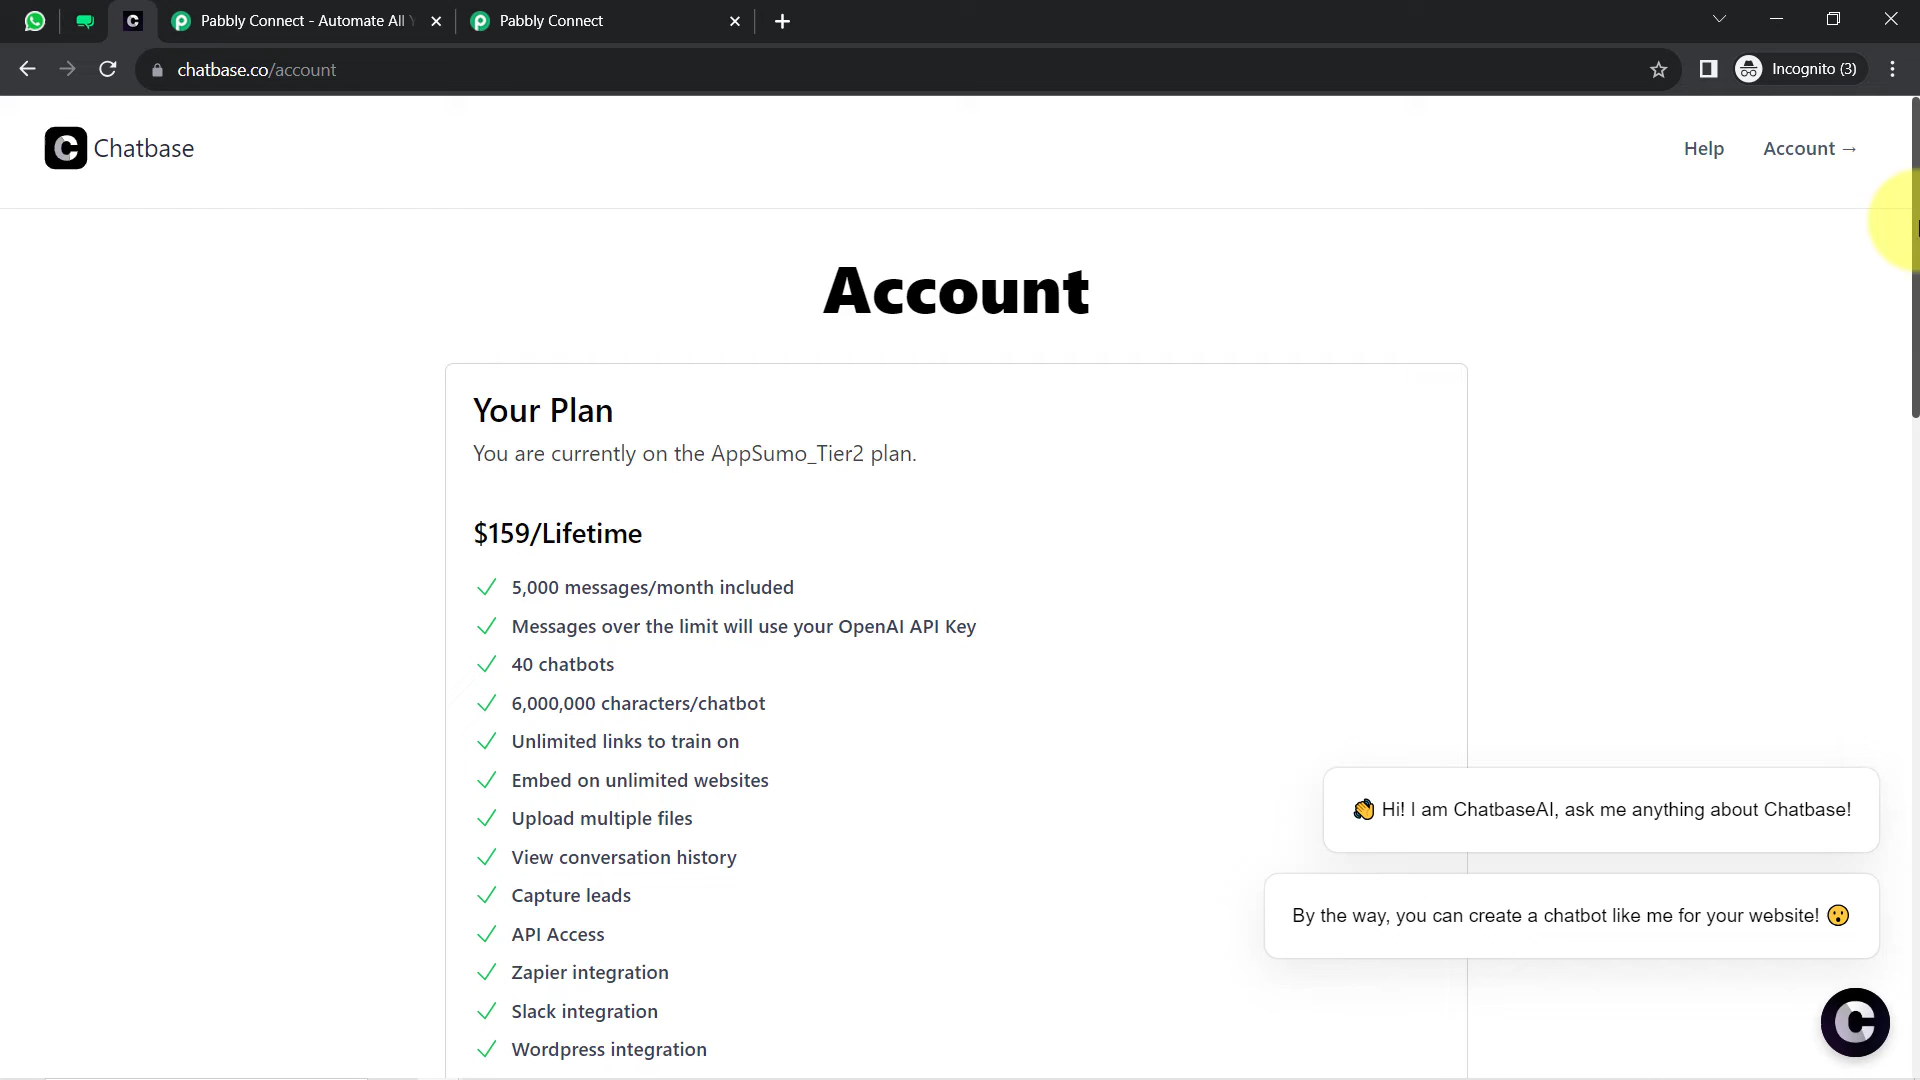 Pabbly Connect - Automate All Y
Pabbly Connect
chatbase.co/account
Incognito (3)
Chatbase
Help
Account →
Account
Your Plan
You are currently on the AppSumo_Tier2 plan.
$159/Lifetime
5,000 messages/month included
Messages over the limit will use your OpenAI API Key
40 chatbots
6,000,000 characters/chatbot
Unlimited links to train on
Embed on unlimited websites
Upload multiple files
View conversation history
Capture leads
API Access
Zapier integration
Slack integration
Wordpress integration
👋 Hi! I am ChatbaseAI, ask me anything about Chatbase!
By the way, you can create a chatbot like me for your website! 😮